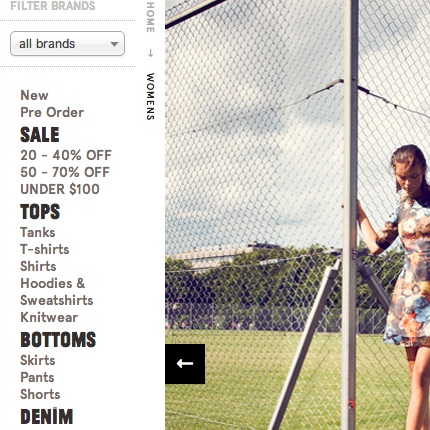 FILTER BRANDS
all brands
HOME
↓
WOMENS
New
Pre Order
SALE
20 - 40% OFF
50 - 70% OFF
UNDER $100
TOPS
Tanks
T-shirts
Shirts
Hoodies &
Sweatshirts
Knitwear
BOTTOMS
Skirts
Pants
Shorts
DENIM